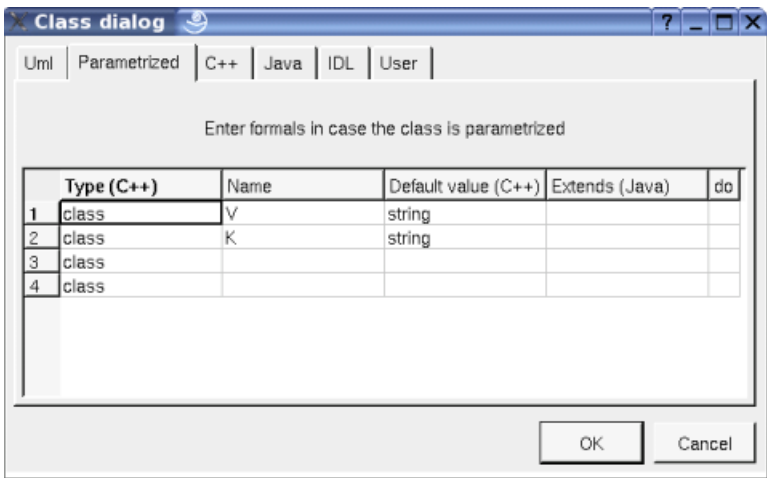 Class dialog ? _ X
Uml Parametrized C++ Java IDL User
Enter formals in case the class is parametrized
Type (C++) Name Default value (C++) Extends (Java) do
1 class V string
2 class K string
3 class
4 class
OK Cancel